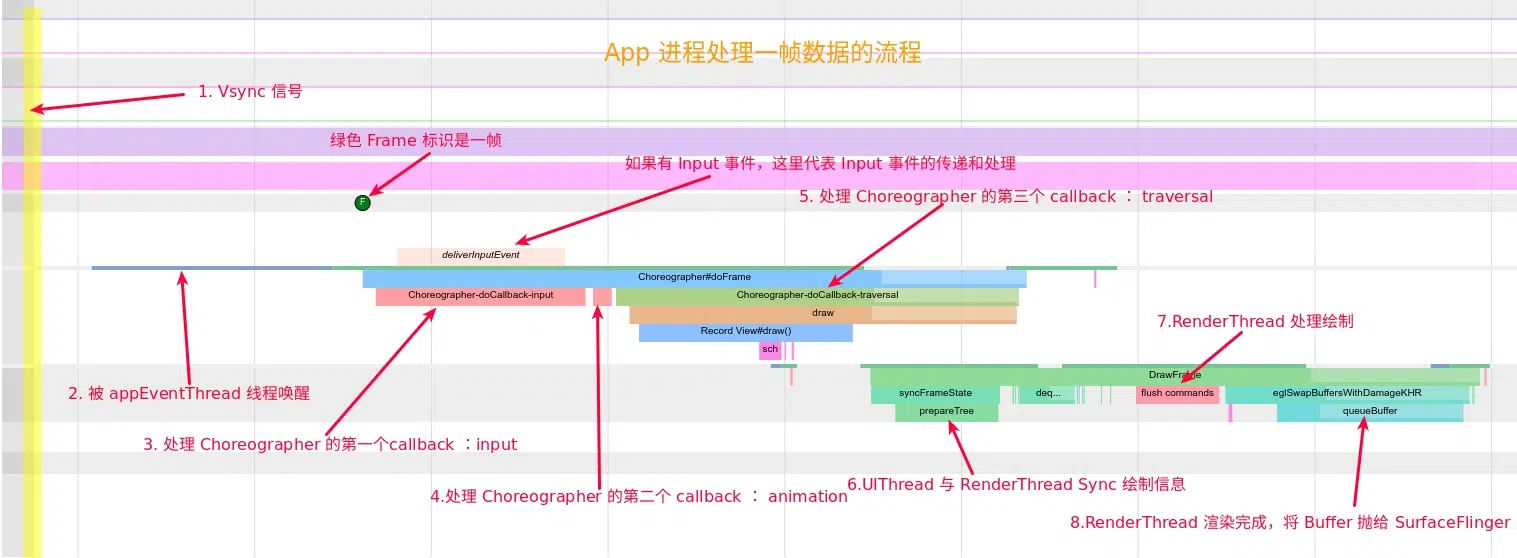 App 进程处理一帧数据的流程
1. Vsync 信号
绿色 Frame 标识是一帧
如果有 Input 事件，这里代表 Input 事件的传递和处理
5. 处理 Choreographer 的第三个 callback ： traversal
F
deliverInputEvent
Choreographer#doFrame
Choreographer-doCallback-input
Choreographer-doCallback-traversal
draw
Record View#draw()
sch
7.RenderThread 处理绘制
DrawFrame
syncFrameState
deq...
flush commands
eglSwapBuffersWithDamageKHR
prepareTree
queueBuffer
2. 被 appEventThread 线程唤醒
3. 处理 Choreographer 的第一个callback ：input
4.处理 Choreographer 的第二个 callback ： animation
6.UIThread 与 RenderThread Sync 绘制信息
8.RenderThread 渲染完成，将 Buffer 抛给 SurfaceFlinger